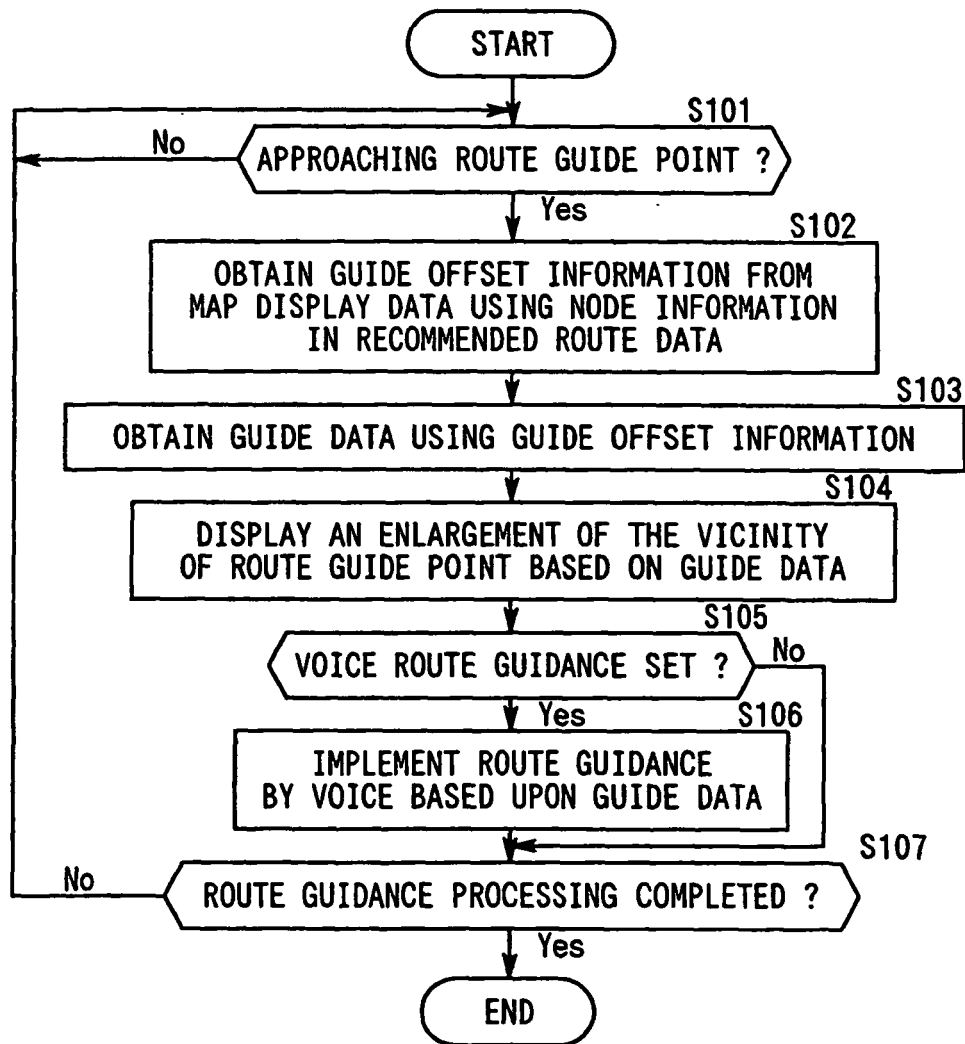 START
S101
No
APPROACHING ROUTE GUIDE POINT ?
Yes
S102
OBTAIN GUIDE OFFSET INFORMATION FROM
MAP DISPLAY DATA USING NODE INFORMATION
IN RECOMMENDED ROUTE DATA
S103
OBTAIN GUIDE DATA USING GUIDE OFFSET INFORMATION
S104
DISPLAY AN ENLARGEMENT OF THE VICINITY
OF ROUTE GUIDE POINT BASED ON GUIDE DATA
S105
VOICE ROUTE GUIDANCE SET ?
No
Yes
S106
IMPLEMENT ROUTE GUIDANCE
BY VOICE BASED UPON GUIDE DATA
S107
No
ROUTE GUIDANCE PROCESSING COMPLETED ?
Yes
END